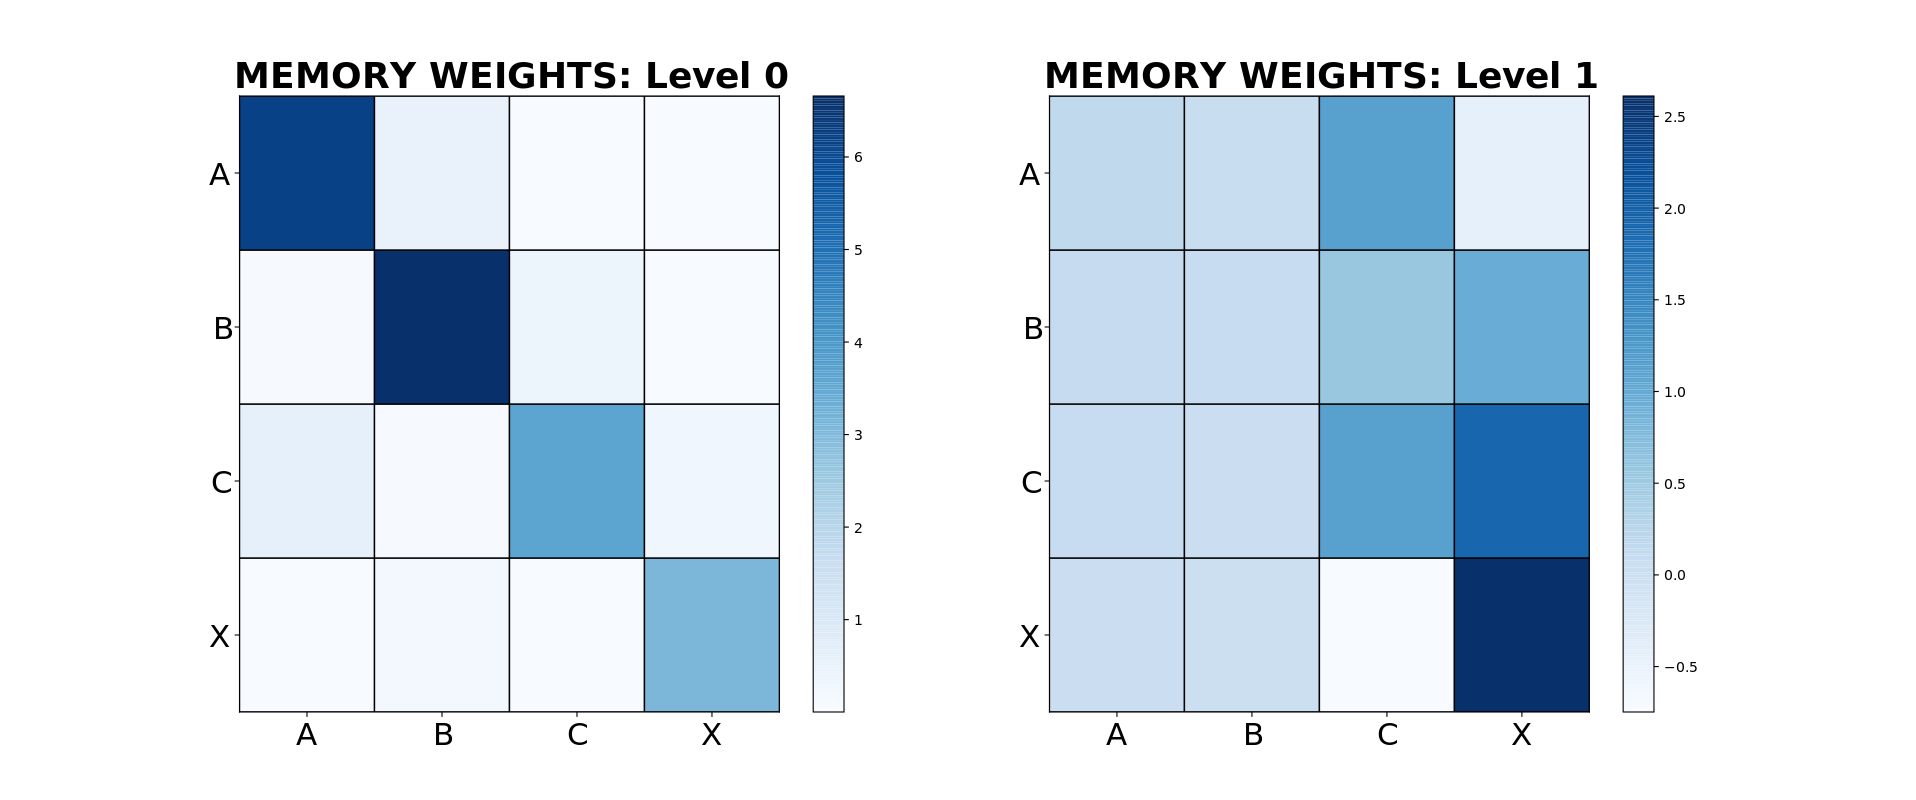 MEMORY WEIGHTS: Level 0
A
B
C
X
A B C X
6
5
4
3
2
1
MEMORY WEIGHTS: Level 1
A
B
C
X
A B C X
2.5
2.0
1.5
1.0
0.5
0.0
−0.5